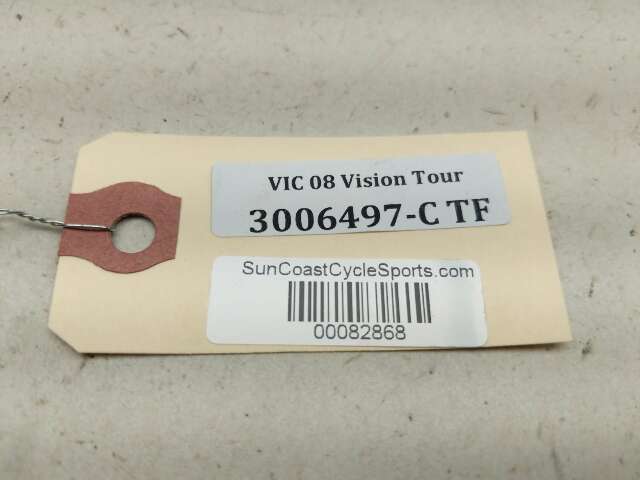 VIC 08 Vision Tour
3006497-C TF
SunCoastCycleSports.com
00082868